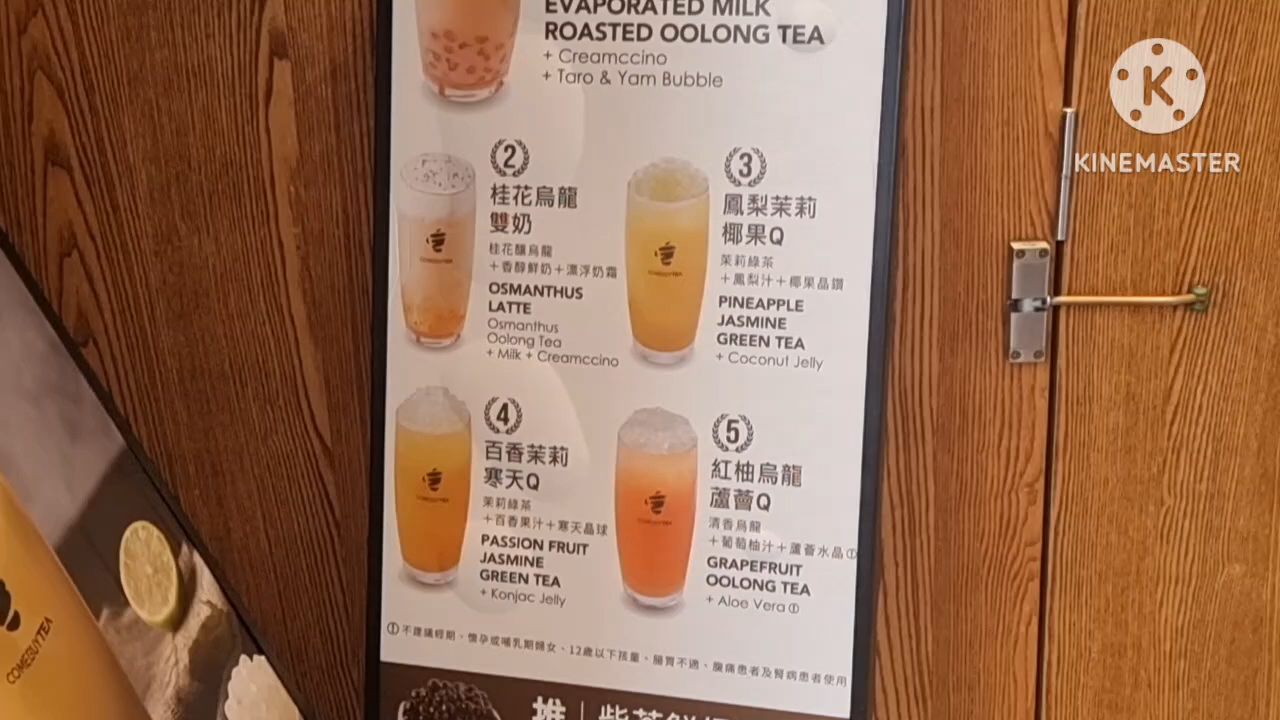 EVAPORATED MILK
ROASTED OOLONG TEA
+ Creamccino
+ Taro & Yam Bubble
2
桂花烏龍
雙奶
桂花釀烏龍
+香醇鮮奶+漂浮奶霜
OSMANTHUS
LATTE
Osmanthus
Oolong Tea
+ Milk + Creamccino
3
鳳梨茉莉
椰果Q
茉莉綠茶
+鳳梨汁+椰果晶鑽
PINEAPPLE
JASMINE
GREEN TEA
+ Coconut Jelly
4
百香茉莉
寒天Q
茉莉綠茶
+百香果汁+寒天晶球
PASSION FRUIT
JASMINE
GREEN TEA
+ Konjac Jelly
5
紅柚烏龍
蘆薈Q
清香烏龍
+葡萄柚汁+蘆薈水晶①
GRAPEFRUIT
OOLONG TEA
+ Aloe Vera ①
①不建議經期、懷孕或哺乳期婦女、12歲以下孩童、腸胃不適、腹痛患者及腎病患者使用
推
COMEBUYTEA
K
KINEMASTER